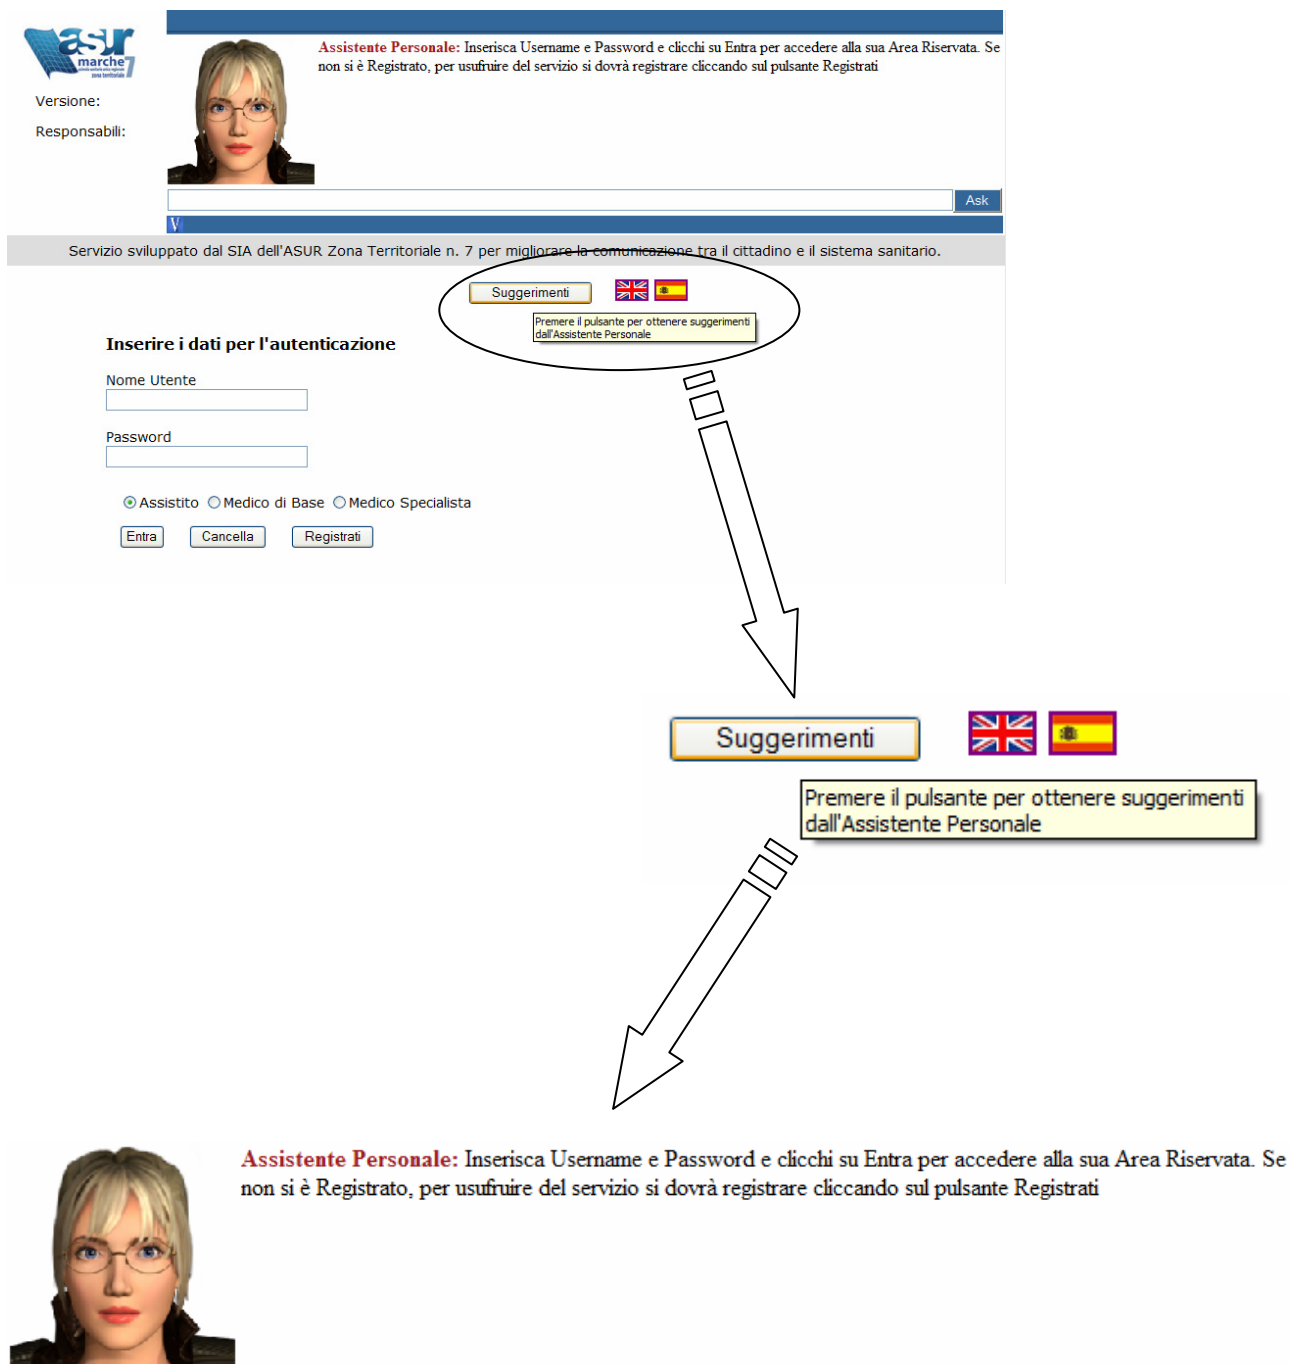 asur
marche 7
zona territoriale
Versione:
Responsabili:
Assistente Personale: Inserisca Username e Password e clicchi su Entra per accedere alla sua Area Riservata. Se
non si è Registrato, per usufruire del servizio si dovrà registrare cliccando sul pulsante Registrati
Ask
V
Servizio sviluppato dal SIA dell'ASUR Zona Territoriale n. 7 per migliorare la comunicazione tra il cittadino e il sistema sanitario.
Suggerimenti
Premere il pulsante per ottenere suggerimenti
dall'Assistente Personale
Inserire i dati per l'autenticazione
Nome Utente
Password
Assistito Medico di Base Medico Specialista
Entra Cancella Registrati
Suggerimenti
Premere il pulsante per ottenere suggerimenti
dall'Assistente Personale
Assistente Personale: Inserisca Username e Password e clicchi su Entra per accedere alla sua Area Riservata. Se
non si è Registrato, per usufruire del servizio si dovrà registrare cliccando sul pulsante Registrati